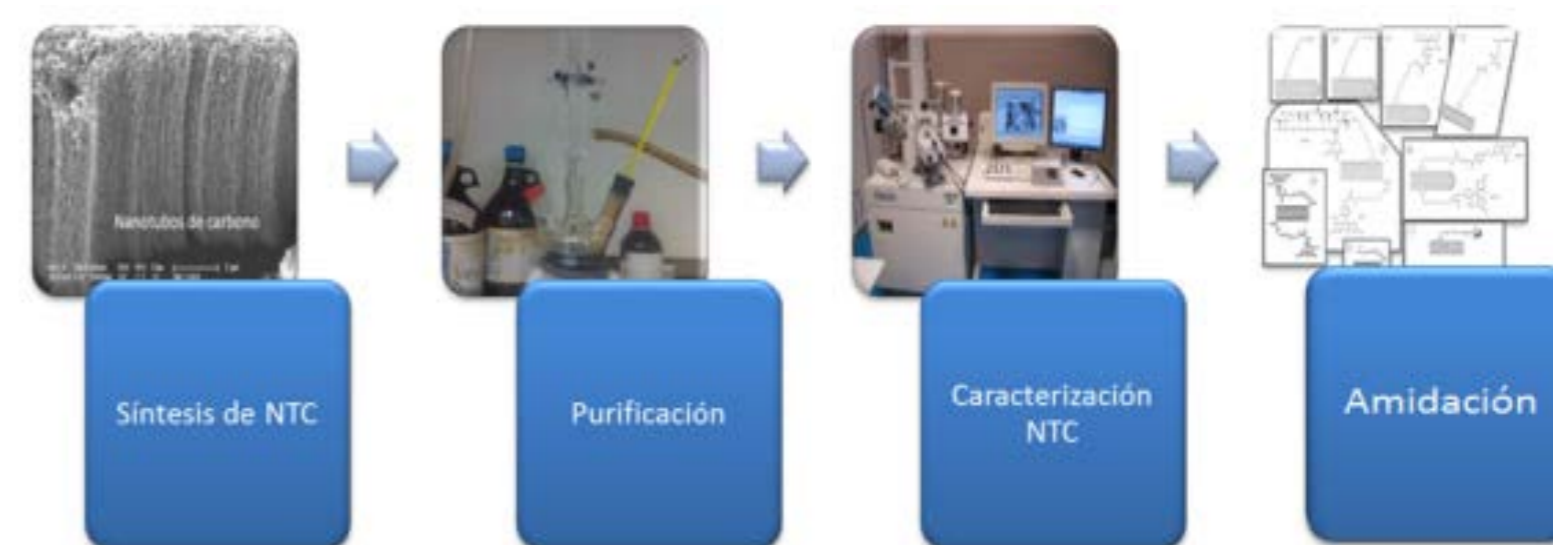 Nanotubos de carbono
Síntesis de NTC
Purificación
Caracterización
NTC
Amidación